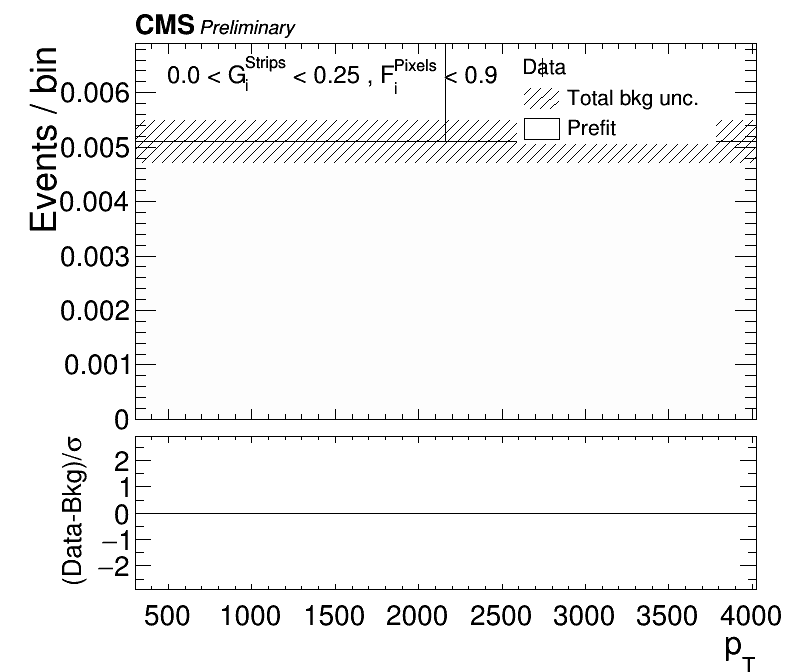 CMS Preliminary
0.0 < G_i^Strips < 0.25 , F_i^Pixels < 0.9
Data
Total bkg unc.
Prefit
Events / bin
0.006
0.005
0.004
0.003
0.002
0.001
0
(Data-Bkg)/σ
2
1
0
−1
−2
500 1000 1500 2000 2500 3000 3500 4000
p_T